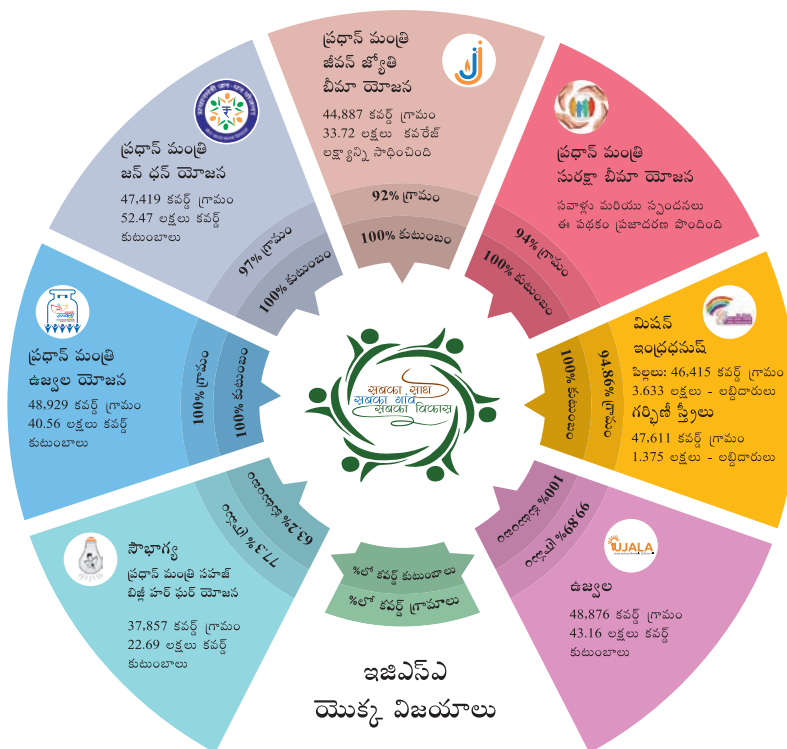 ప్రధాన్ మంత్రి
జీవన్ జ్యోతి
బీమా యోజన
44,887 కవర్డ్ గ్రామం
33.72 లక్షలు కవరేజ్
లక్ష్యాన్ని సాధించింది
92% గ్రామం
100% కుటుంబం
ప్రధాన్ మంత్రి
సురక్షా బీమా యోజన
సవాళ్లు మరియు స్పందనలు
ఈ పథకం ప్రజాదరణ పొందింది
94% గ్రామం
100% కుటుంబం
మిషన్
ఇంద్రధనుష్
పిల్లలు: 46,415 కవర్డ్ గ్రామం
3.633 లక్షలు - లబ్ధిదారులు
గర్భిణీ స్త్రీలు
47,611 కవర్డ్ గ్రామం
1.375 లక్షలు - లబ్ధిదారులు
94.86% గ్రామం
100% కుటుంబం
UJALA
ఉజ్వల
48,876 కవర్డ్ గ్రామం
43.16 లక్షలు కవర్డ్
కుటుంబాలు
99.89% గ్రామం
100% కుటుంబం
%లో కవర్డ్ కుటుంబాలు
%లో కవర్డ్ గ్రామాలు
సౌభాగ్య
ప్రధాన్ మంత్రి సహజ్
బిజ్లీ హర్ ఘర్ యోజన
37,857 కవర్డ్ గ్రామం
22.69 లక్షలు కవర్డ్
కుటుంబాలు
77.3% గ్రామం
63.2% కుటుంబం
ప్రధాన్ మంత్రి
ఉజ్వల యోజన
48,929 కవర్డ్ గ్రామం
40.56 లక్షలు కవర్డ్
కుటుంబాలు
100% గ్రామం
100% కుటుంబం
ప్రధాన్ మంత్రి
జన్ ధన్ యోజన
47,419 కవర్డ్ గ్రామం
52.47 లక్షలు కవర్డ్
కుటుంబాలు
97% గ్రామం
100% కుటుంబం
సబకా సాథ
సబకా గాంవ
సబకా వికాస
ఇజిఎస్ఎ
యొక్క విజయాలు